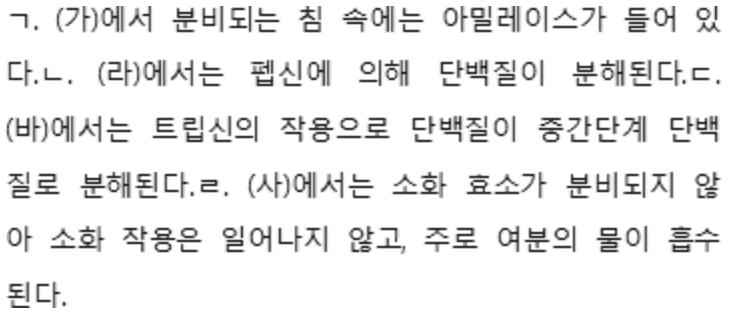 ㄱ. (가)에서 분비되는 침 속에는 아밀레이스가 들어 있
다.ㄴ. (라)에서는 펩신에 의해 단백질이 분해된다.ㄷ.
(바)에서는 트립신의 작용으로 단백질이 중간단계 단백
질로 분해된다.ㄹ. (사)에서는 소화 효소가 분비되지 않
아 소화 작용은 일어나지 않고, 주로 여분의 물이 흡수
된다.